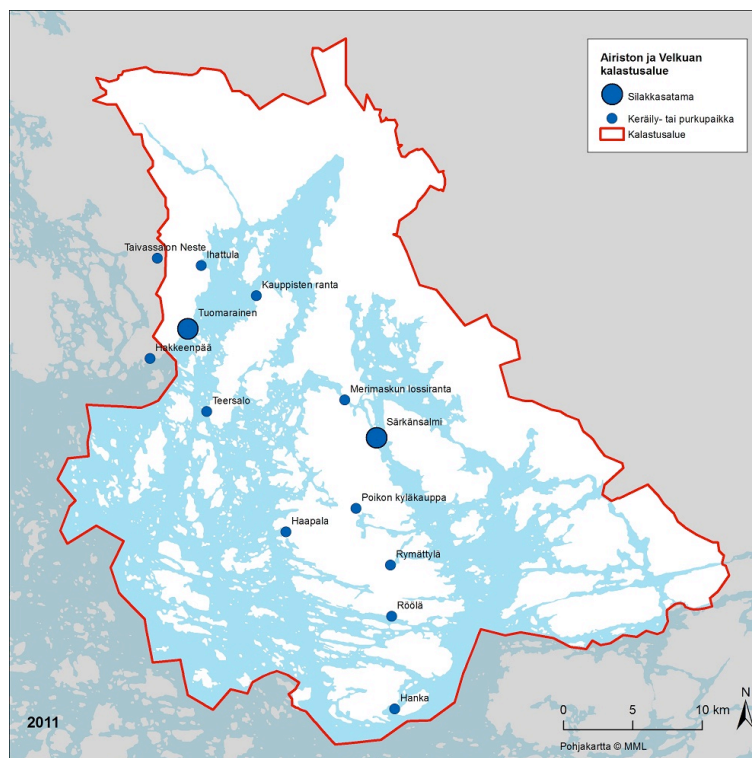 Airiston ja Velkuan
kalastusalue
Silakkasatama
Keräily- tai purkupaikka
Kalastusalue
Taivassalon Neste
Ihattula
Kauppisten ranta
Tuomarainen
Hakkeenpää
Teersalo
Merimaskun lossiranta
Särkänsalmi
Poikon kyläkauppa
Haapala
Rymättylä
Röölä
Hanka
N
0 5 10 km
2011
Pohjakartta © MML